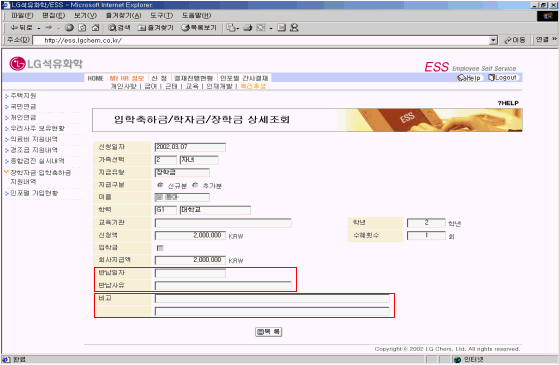 LG석유화학/ESS - Microsoft Internet Explorer
파일(F) 편집(E) 보기(V) 즐겨찾기(A) 도구(T) 도움말(H)
뒤로 검색 즐겨찾기 목록보기
주소(D) http://ess.lgchem.co.kr/ 이동 연결 »
LG석유화학
ESS Employee Self Service
HOME MY HR 정보 | 신 청 | 결재진행현황 | 인포멀 간사결재
Help Logout
개인사항 | 급여 | 근태 | 교육 | 인재개발 | 복리후생
주택지원
국민연금
개인연금
우리사주 보유현황
의료비 지원내역
경조금 지원내역
종합검진 실시내역
장학자금·입학축하금 지원내역
인포멀 가입현황
?HELP
입학축하금/학자금/장학금 상세조회
ESS
신청일자 2002.03.07
가족선택 2 자녀
지급유형 장학금
지급구분 신규분 추가분
이름
학력 G1 대학교
교육기관 학년 2 학년
신청액 2,000,000 KRW 수혜횟수 1 회
입학금
회사지급액 2,000,000 KRW
반납일자
반납사유
비고
목 록
Copyright © 2002 LG Chem, Ltd. All rights reserved.
완료 인터넷